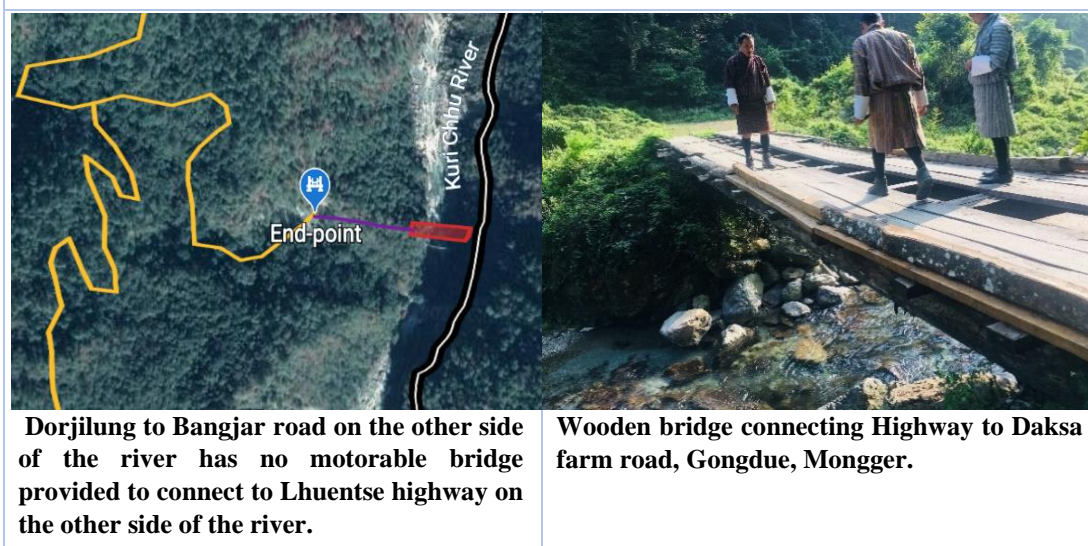 Kuri Chhu River
End-point
Dorjilung to Bangjar road on the other side
of the river has no motorable bridge
provided to connect to Lhuentse highway on
the other side of the river.
Wooden bridge connecting Highway to Daksa
farm road, Gongdue, Mongger.